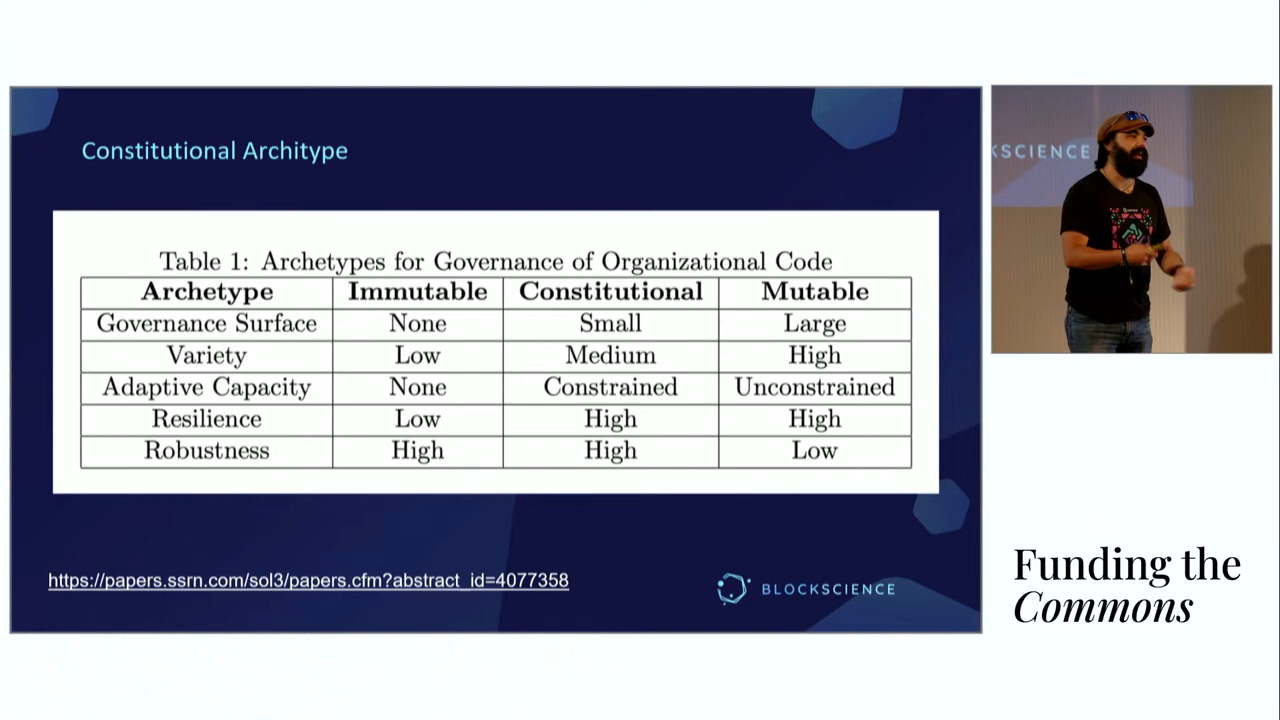 Constitutional Architype
Table 1: Archetypes for Governance of Organizational Code
Archetype Immutable Constitutional Mutable
Governance Surface None Small Large
Variety Low Medium High
Adaptive Capacity None Constrained Unconstrained
Resilience Low High High
Robustness High High Low
https://papers.ssrn.com/sol3/papers.cfm?abstract_id=4077358
BLOCKSCIENCE
KSCIENCE
Funding the
Commons